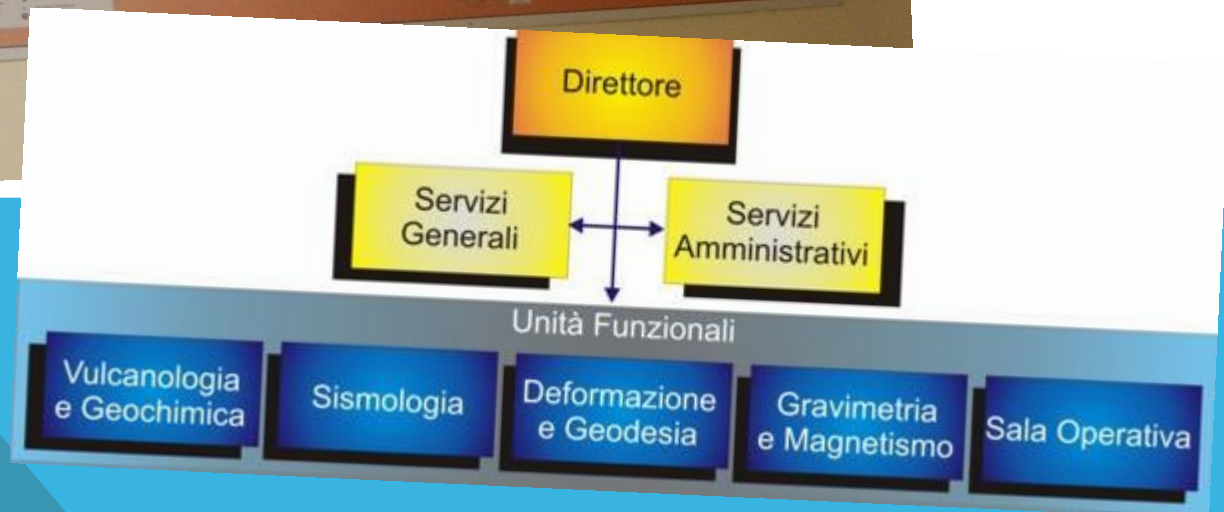 Direttore
Servizi
Generali
Servizi
Amministrativi
Unità Funzionali
Vulcanologia
e Geochimica
Sismologia
Deformazione
e Geodesia
Gravimetria
e Magnetismo
Sala Operativa